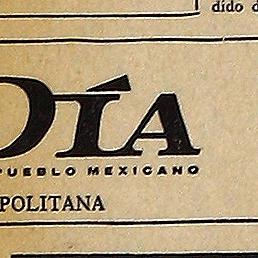 dido d
DÍA
PUEBLO MEXICANO
POLITANA